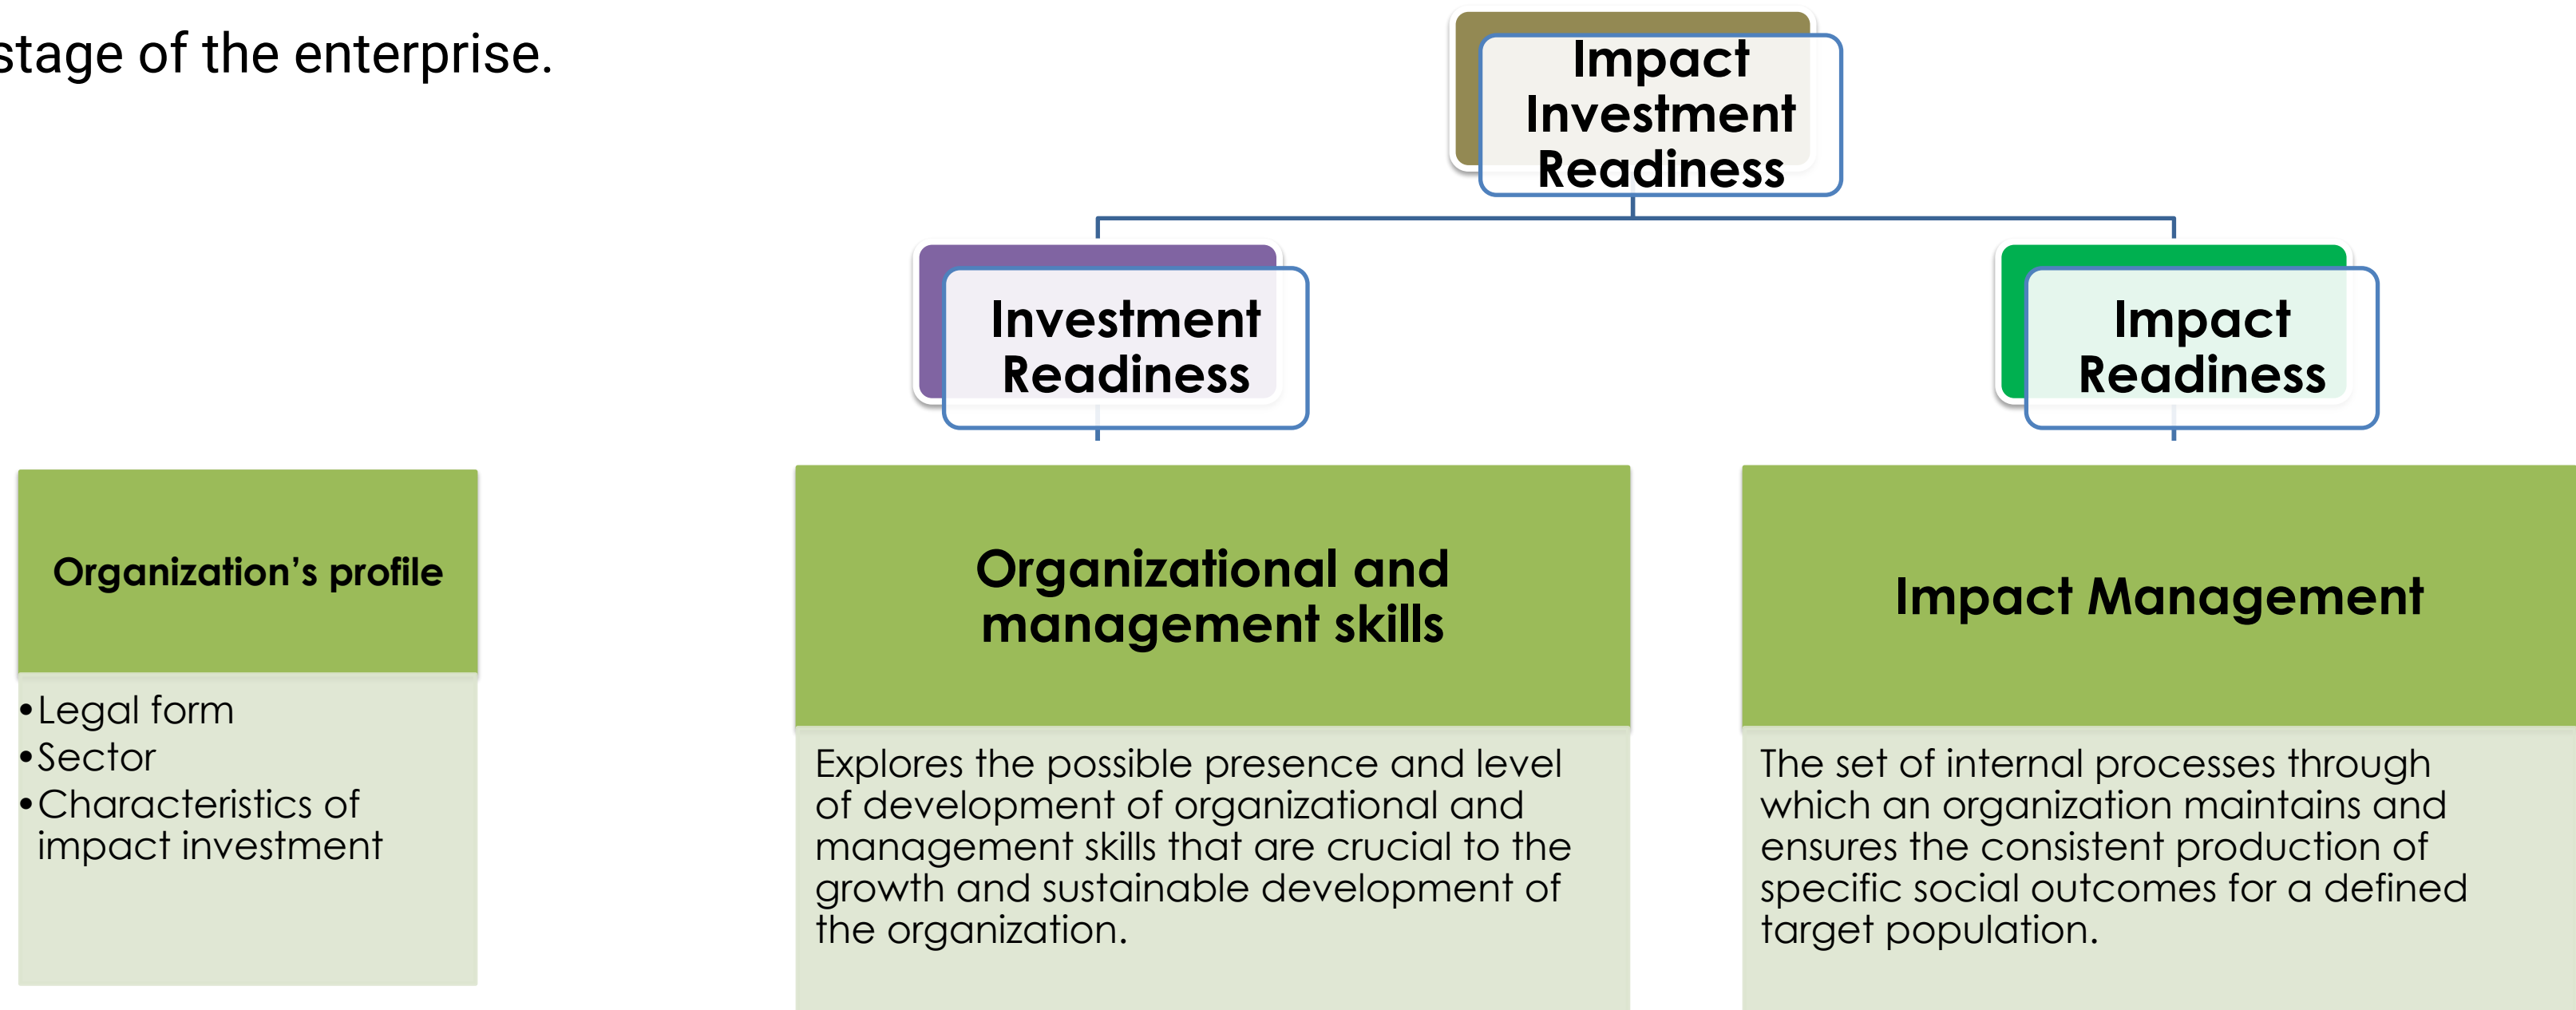 stage of the enterprise.
Impact
Investment
Readiness
Investment
Readiness
Impact
Readiness
Organization’s profile
•Legal form
•Sector
•Characteristics of
impact investment
Organizational and
management skills
Explores the possible presence and level
of development of organizational and
management skills that are crucial to the
growth and sustainable development of
the organization.
Impact Management
The set of internal processes through
which an organization maintains and
ensures the consistent production of
specific social outcomes for a defined
target population.